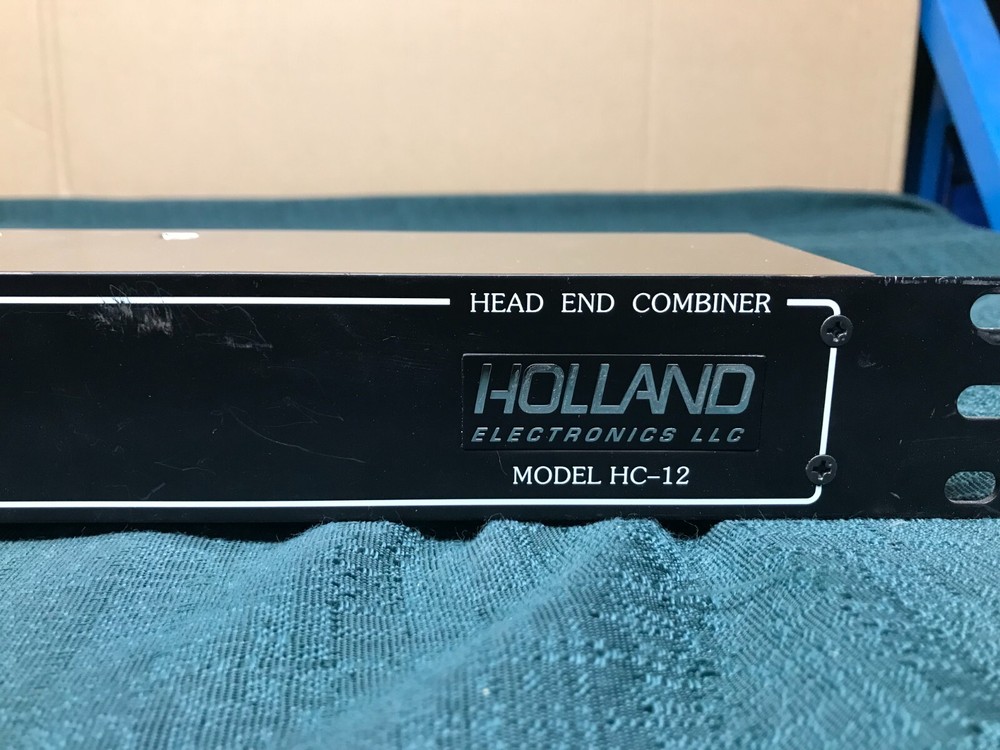 HEAD END COMBINER
HOLLAND
ELECTRONICS LLC
MODEL HC-12